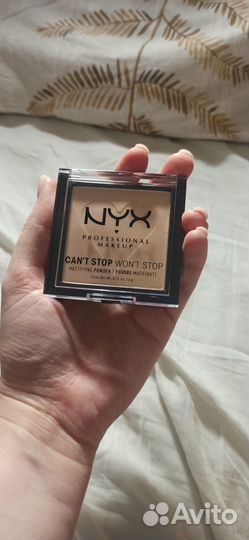 NYX
PROFESSIONAL
MAKEUP
CAN'T STOP WON'T STOP
MATTIFYING POWDER / POUDRE MATIFIANTE
Avito